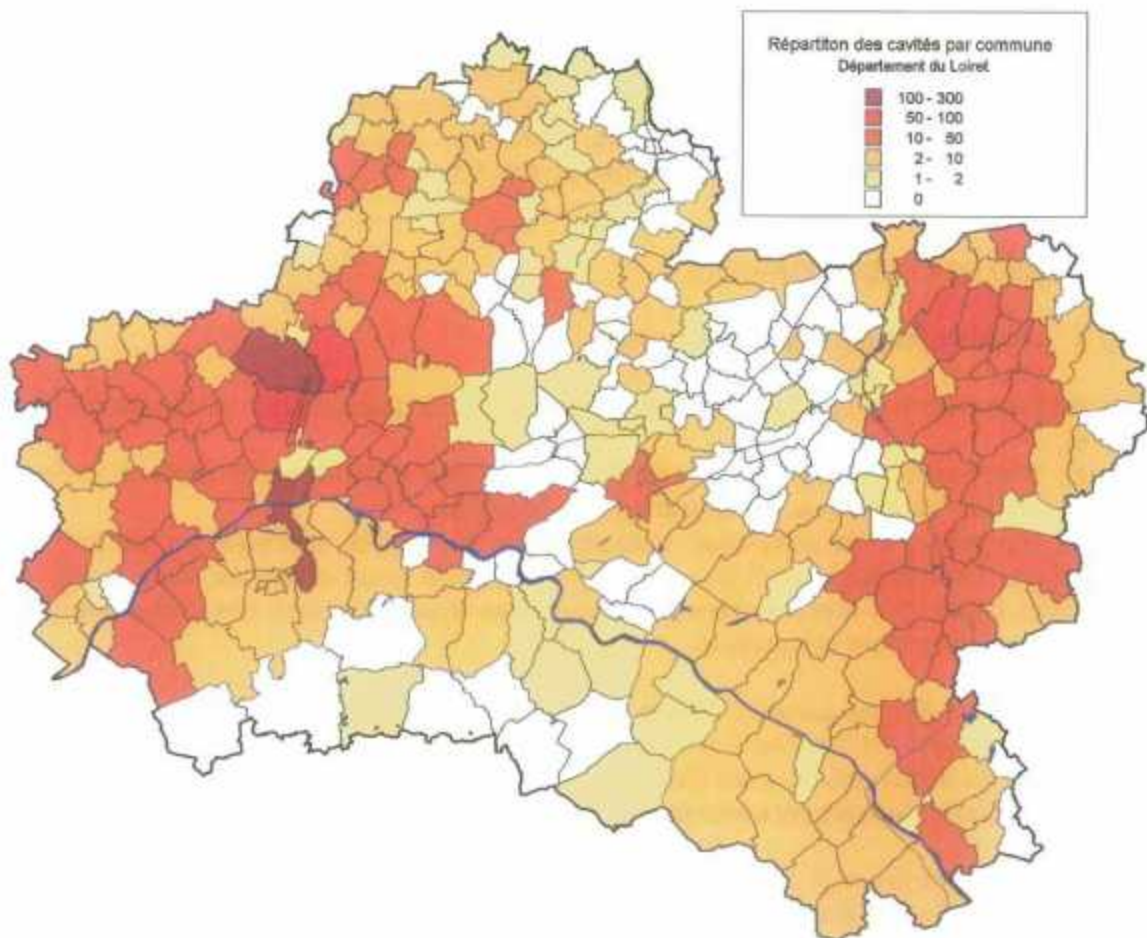 Répartiton des cavités par commune
Département du Loiret
100 - 300
50 - 100
10 - 50
2 - 10
1 - 2
0